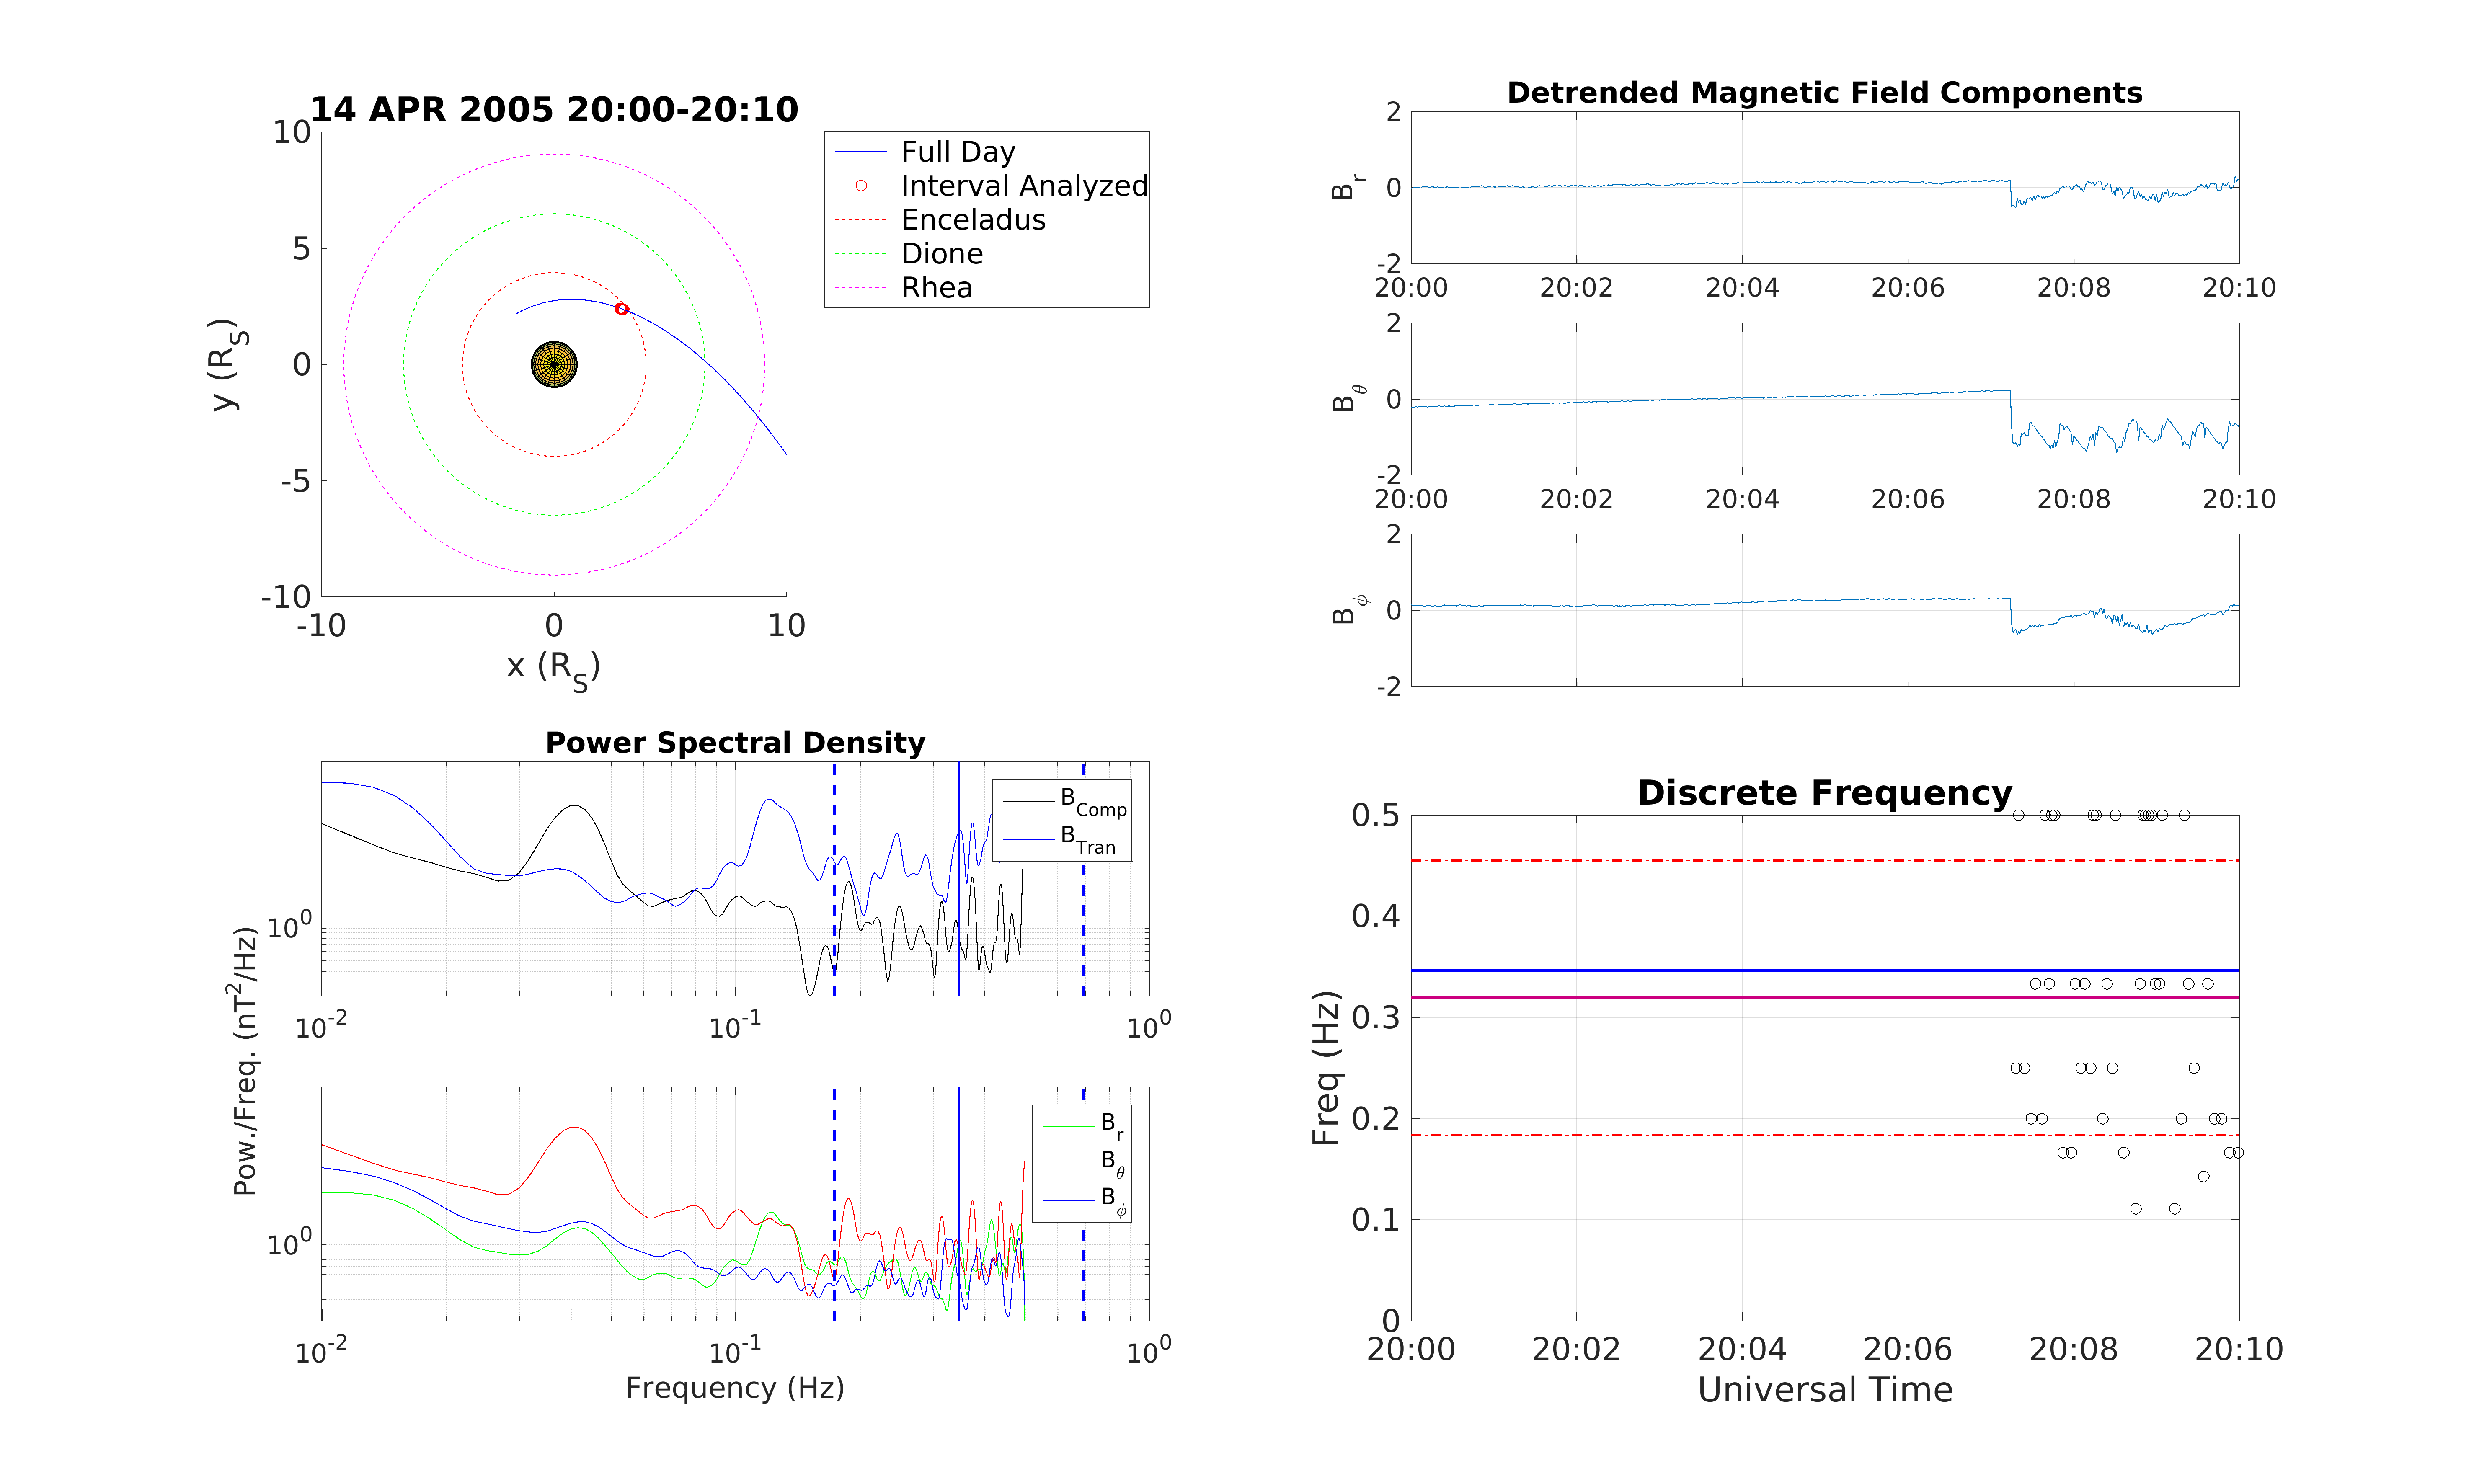 14 APR 2005 20:00-20:10
10
5
0
-5
-10
-10 0 10
y (R_S)
x (R_S)
Full Day
Interval Analyzed
Enceladus
Dione
Rhea
Detrended Magnetic Field Components
B_r
2
0
-2
20:00 20:02 20:04 20:06 20:08 20:10
B_θ
2
0
-2
20:00 20:02 20:04 20:06 20:08 20:10
B_ϕ
2
0
-2
Power Spectral Density
B_Comp
B_Tran
10^0
10^-2 10^-1 10^0
Pow./Freq. (nT^2/Hz)
B_r
B_θ
B_ϕ
10^0
10^-2 10^-1 10^0
Frequency (Hz)
Discrete Frequency
0.5
0.4
0.3
0.2
0.1
0
Freq (Hz)
20:00 20:02 20:04 20:06 20:08 20:10
Universal Time